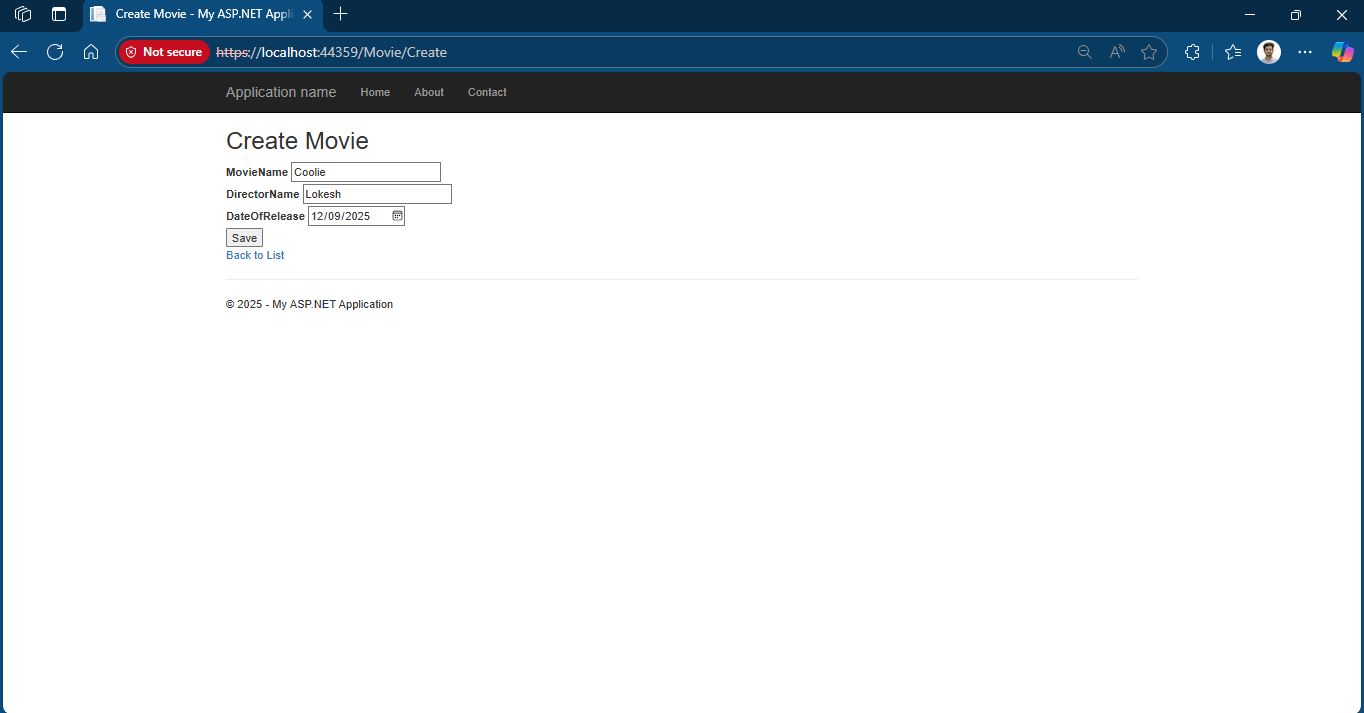 Create Movie - My ASP.NET Appli
Not secure https://localhost:44359/Movie/Create
Application name Home About Contact
Create Movie
MovieName Coolie
DirectorName Lokesh
DateOfRelease 12/09/2025
Save
Back to List
© 2025 - My ASP.NET Application